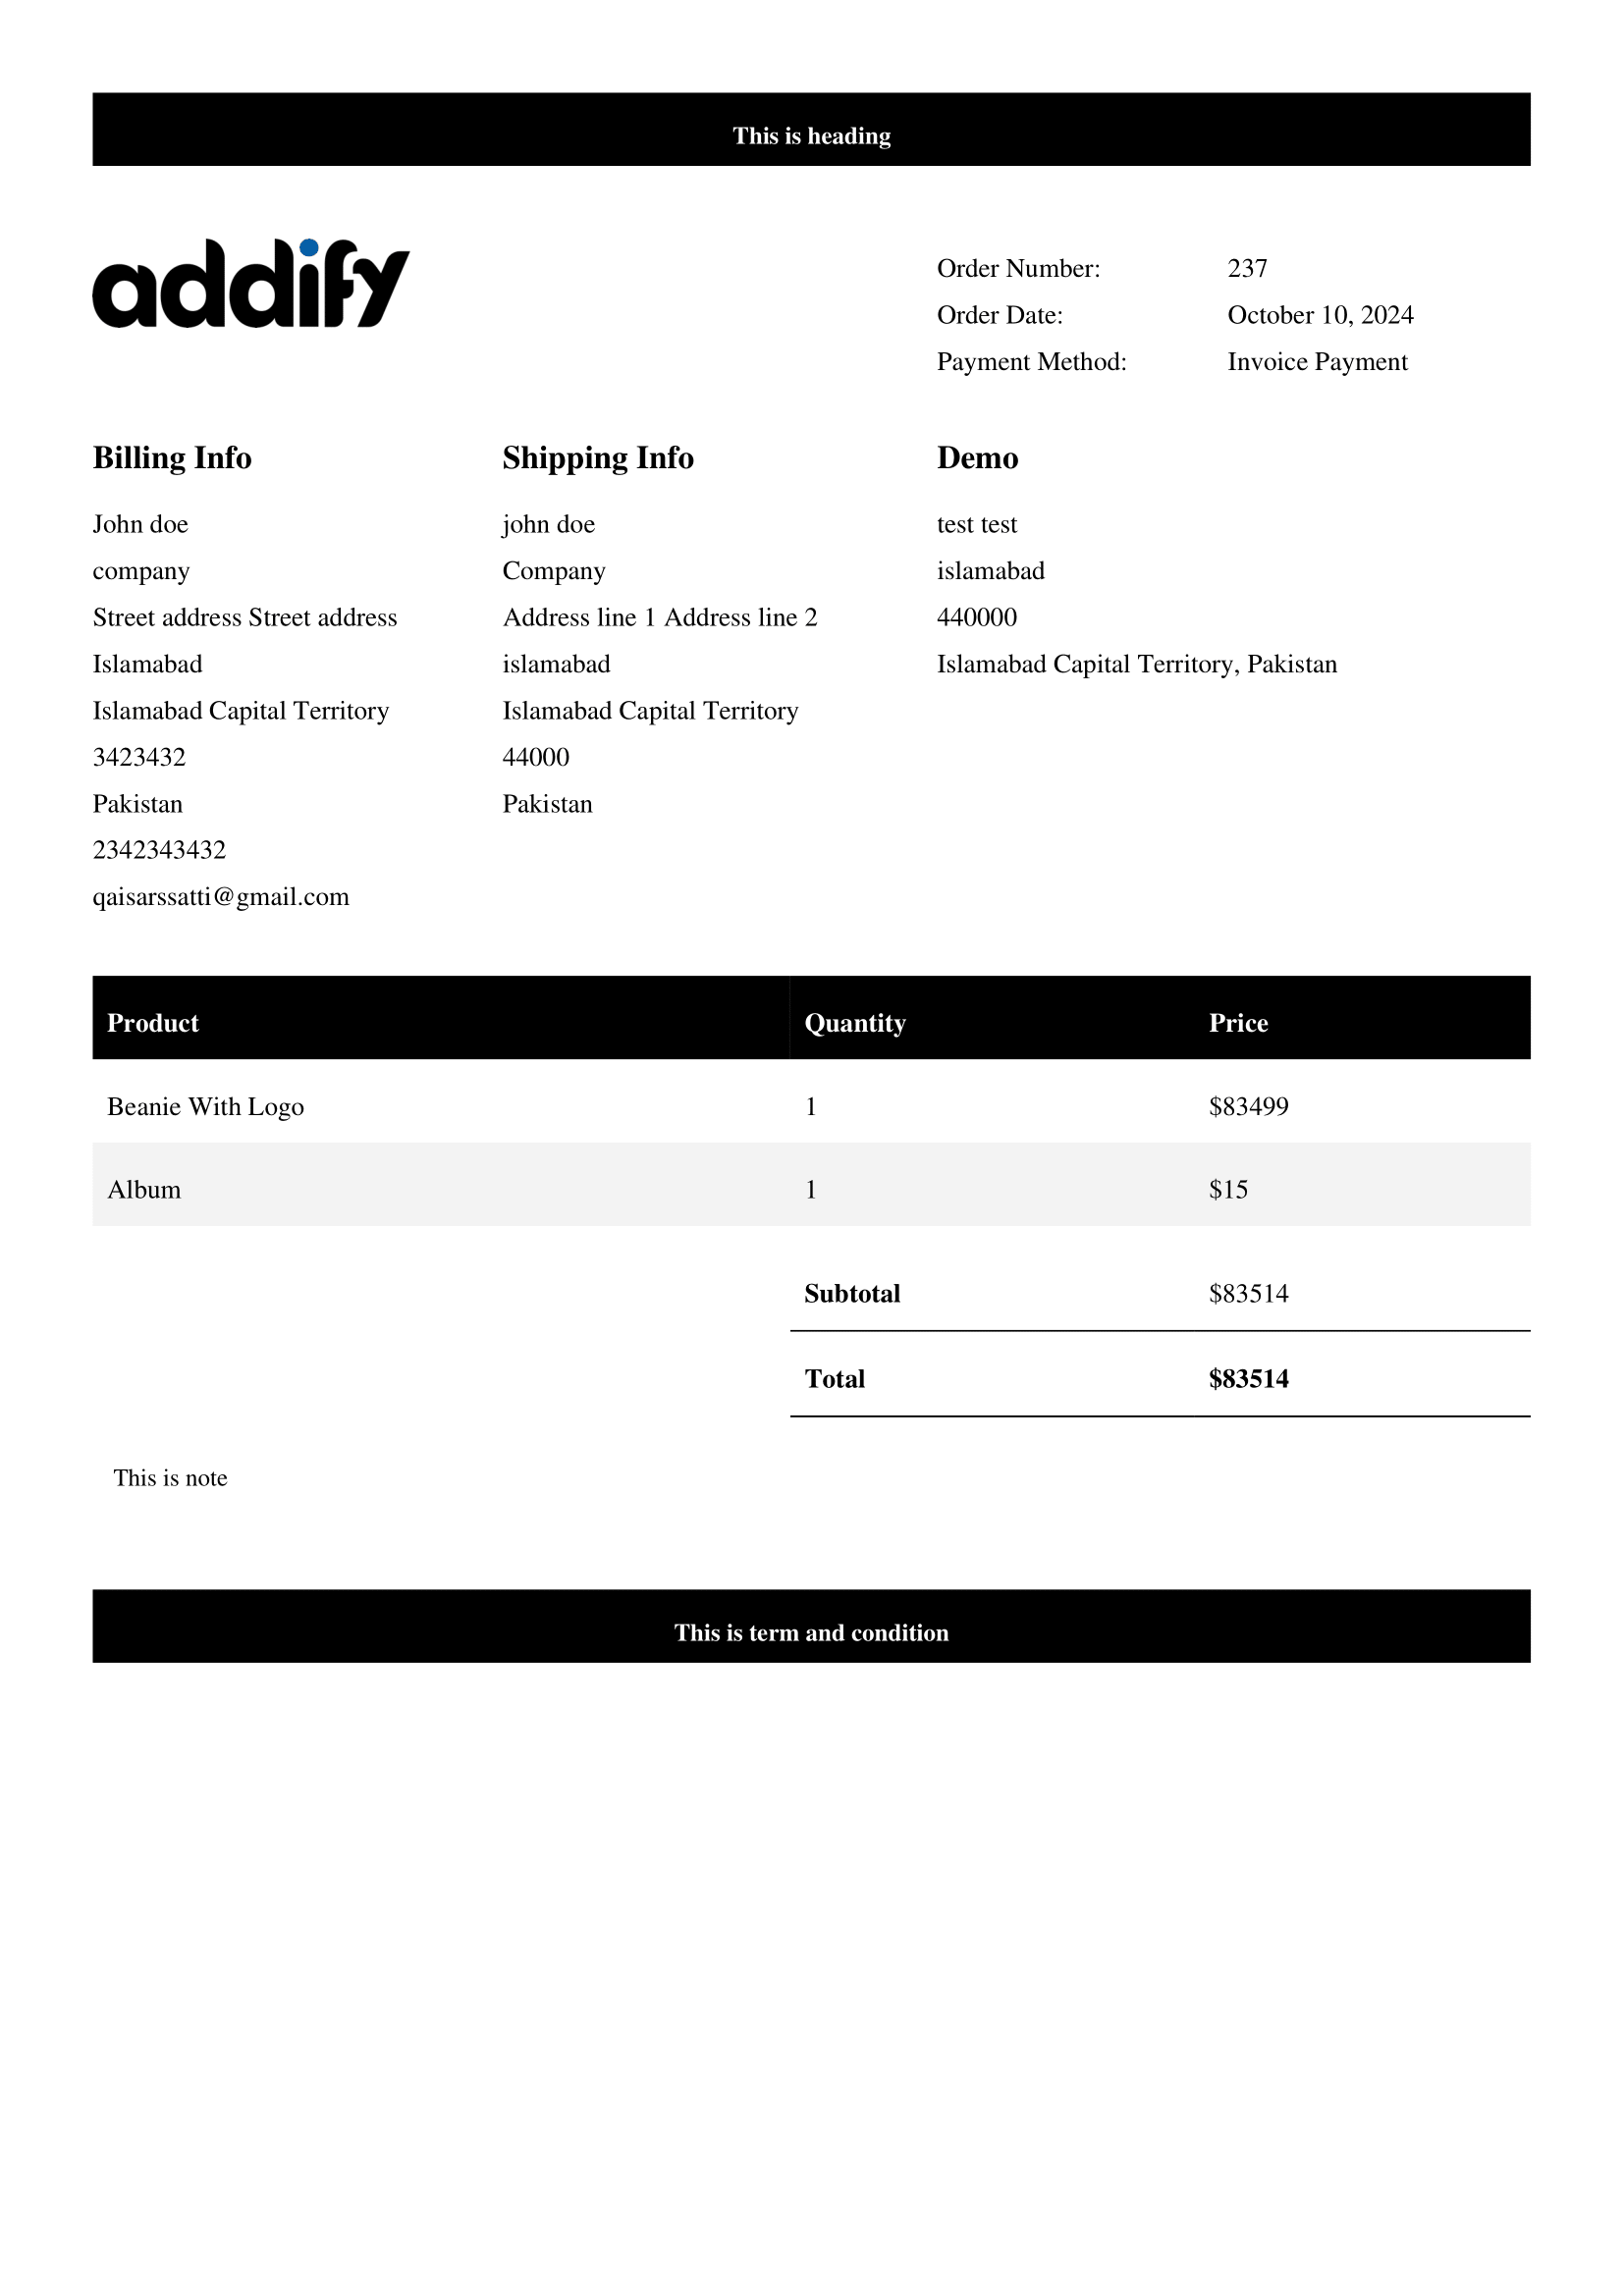 This is heading
addify
Order Number: 237
Order Date: October 10, 2024
Payment Method: Invoice Payment
Billing Info
John doe
company
Street address Street address
Islamabad
Islamabad Capital Territory
3423432
Pakistan
2342343432
qaisarssatti@gmail.com
Shipping Info
john doe
Company
Address line 1 Address line 2
islamabad
Islamabad Capital Territory
44000
Pakistan
Demo
test test
islamabad
440000
Islamabad Capital Territory, Pakistan
Product Quantity Price
Beanie With Logo 1 $83499
Album 1 $15
Subtotal $83514
Total $83514
This is note
This is term and condition